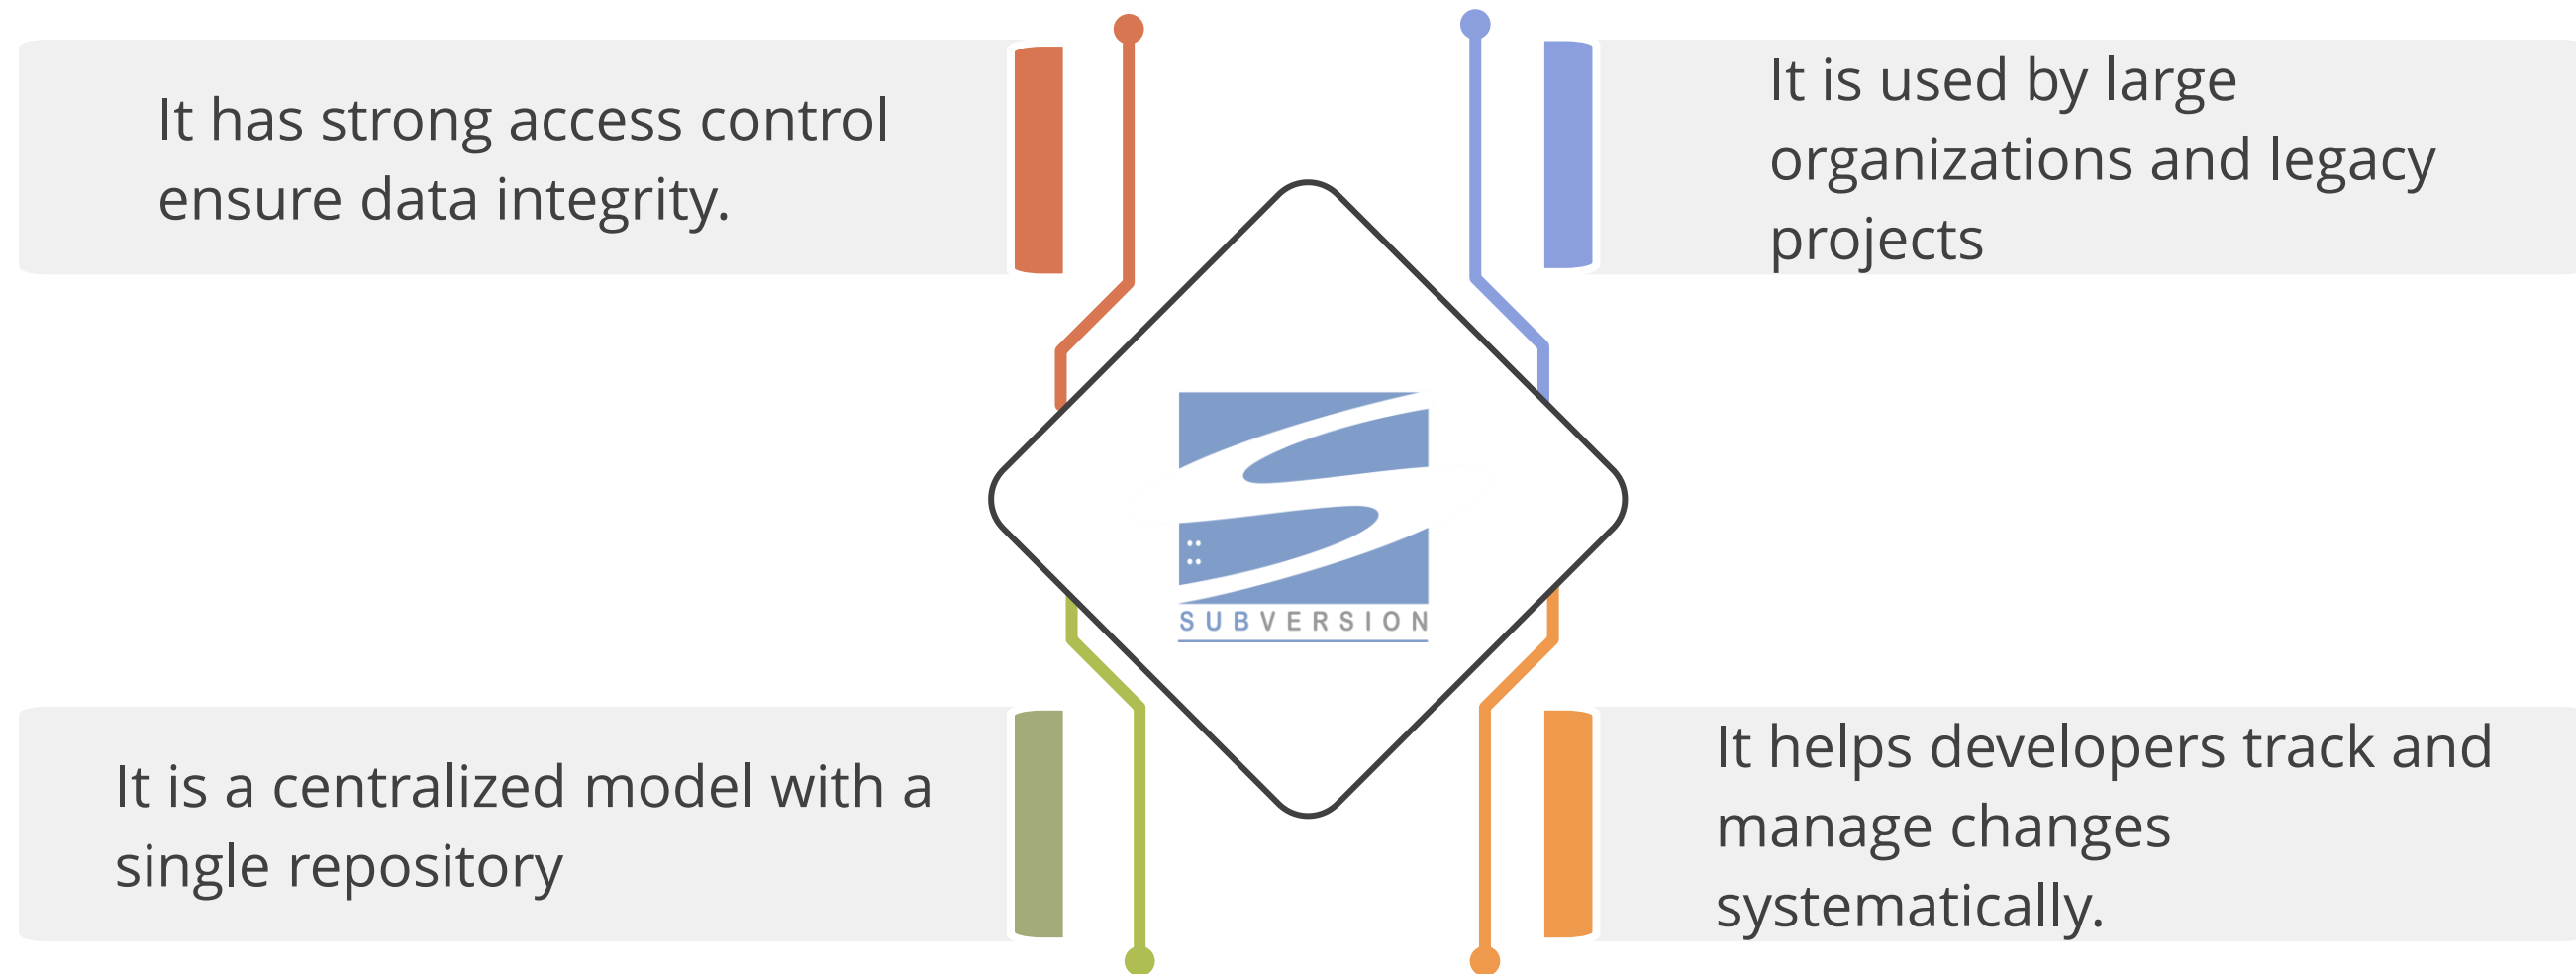 It has strong access control
ensure data integrity.
It is used by large
organizations and legacy
projects
SUBVERSION
It is a centralized model with a
single repository
It helps developers track and
manage changes
systematically.